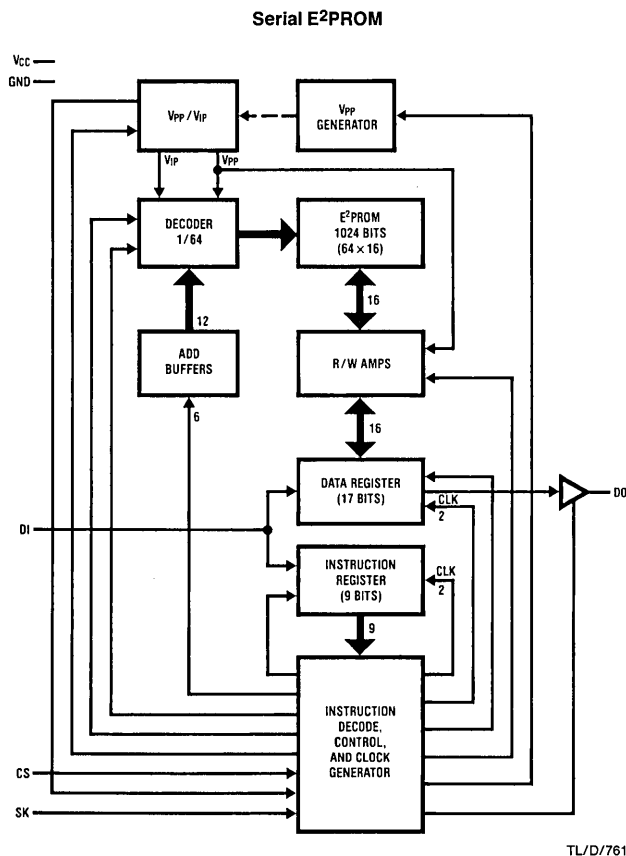 Serial E²PROM
VCC
GND
VPP / VIP
VPP
GENERATOR
VIP
VPP
DECODER
1/64
E²PROM
1024 BITS
(64 × 16)
12
16
ADD
BUFFERS
R/W AMPS
6
16
DATA REGISTER
(17 BITS)
CLK
2
DO
DI
INSTRUCTION
REGISTER
(9 BITS)
CLK
2
9
INSTRUCTION
DECODE,
CONTROL,
AND CLOCK
GENERATOR
CS
SK
TL/D/761